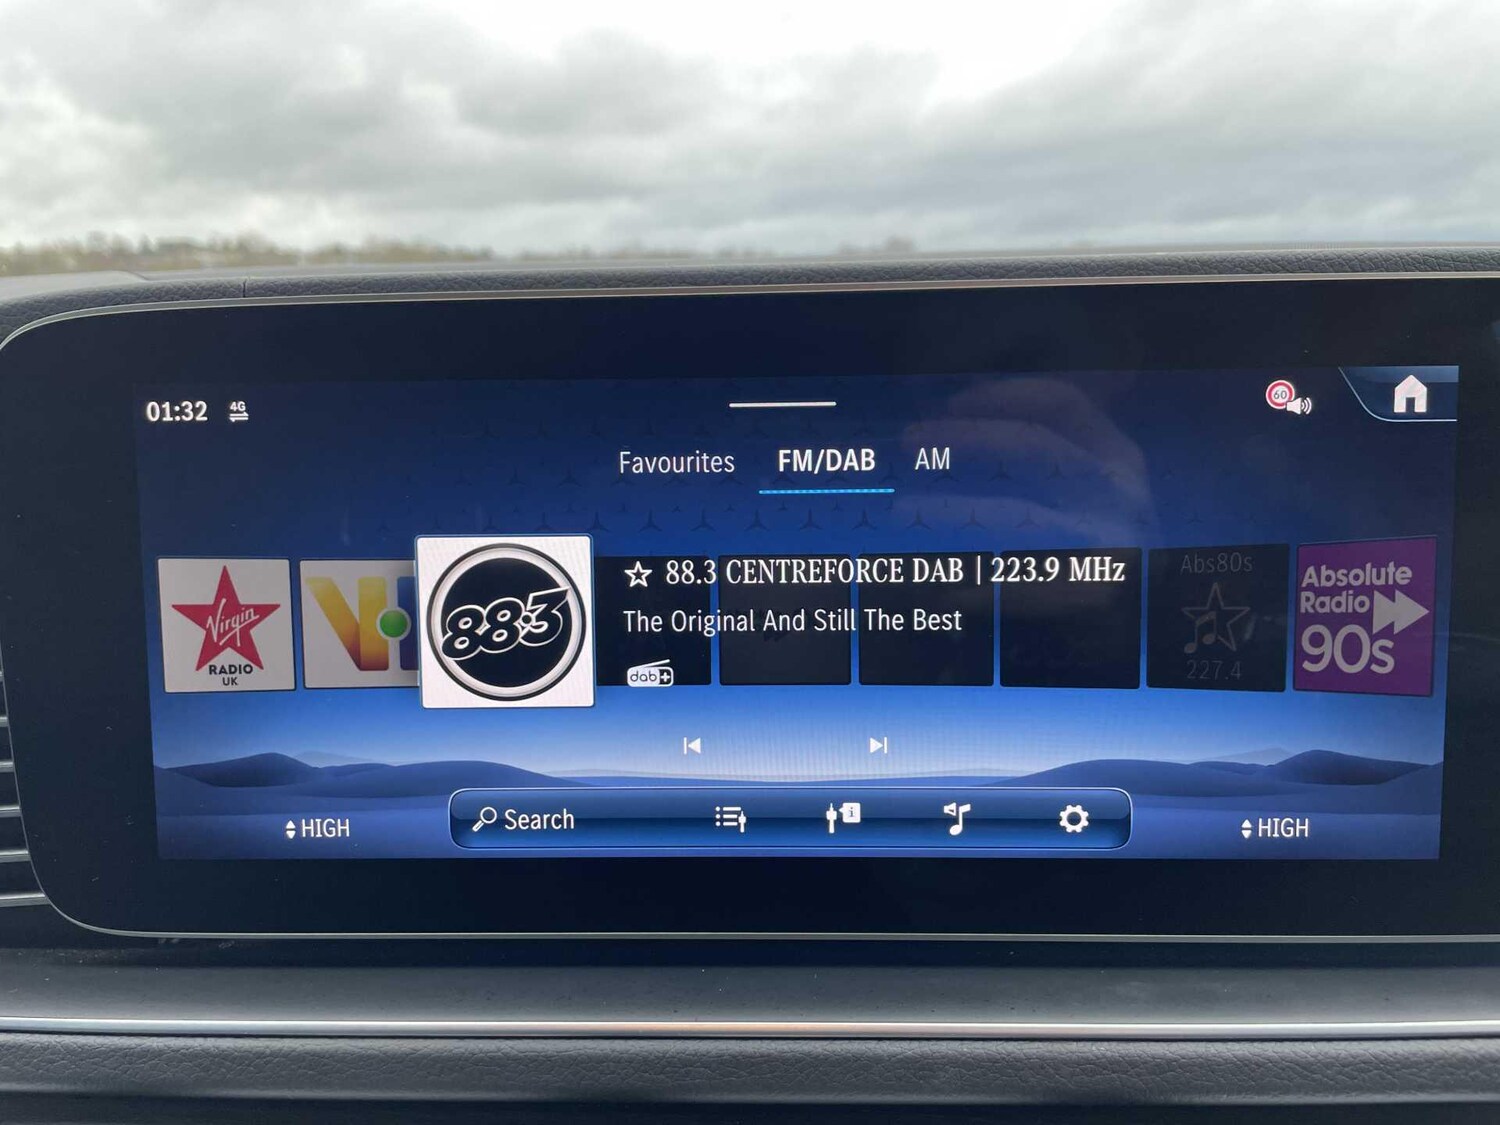 01:32 4G
60
Favourites FM/DAB AM
Virgin
RADIO
UK
88.3
88.3 CENTREFORCE DAB | 223.9 MHz
The Original And Still The Best
dab+
Abs80s
227.4
Absolute
Radio
90s
HIGH
Search
i
HIGH